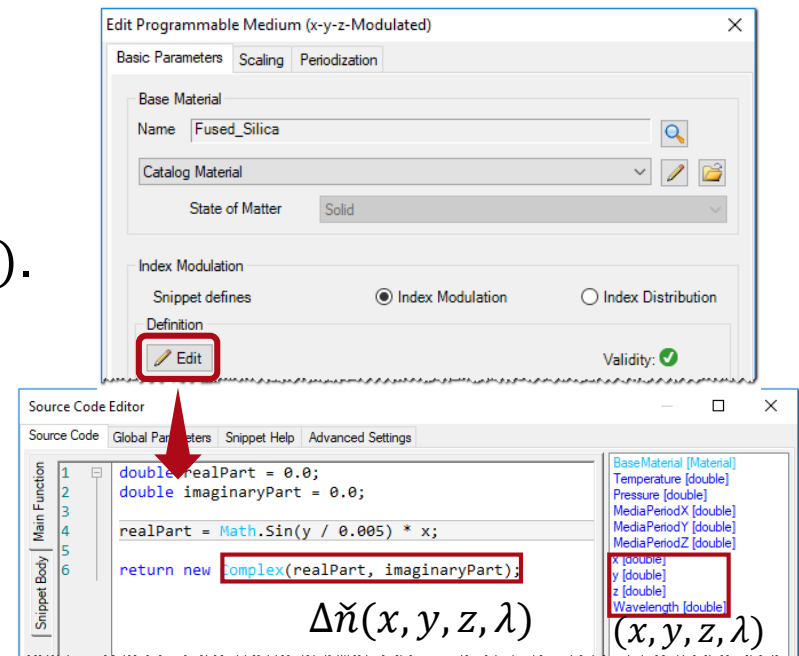 Edit Programmable Medium (x-y-z-Modulated)
Basic Parameters Scaling Periodization
Base Material
Name Fused_Silica
Catalog Material
State of Matter Solid
).
Index Modulation
Snippet defines Index Modulation Index Distribution
Definition
Edit Validity:
Source Code Editor
Source Code Global Parameters Snippet Help Advanced Settings
Main Function
Snippet Body
1 double realPart = 0.0;
2 double imaginaryPart = 0.0;
3
4 realPart = Math.Sin(y / 0.005) * x;
5
6 return new Complex(realPart, imaginaryPart);
Δň(x, y, z, λ)
BaseMaterial [Material]
Temperature [double]
Pressure [double]
MediaPeriodX [double]
MediaPeriodY [double]
MediaPeriodZ [double]
x [double]
y [double]
z [double]
Wavelength [double]
(x, y, z, λ)